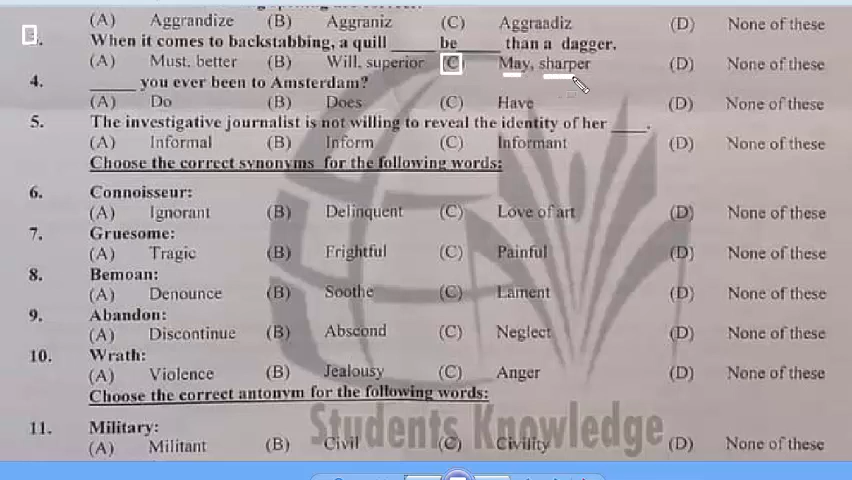 (A) Aggrandize (B) Aggraniz (C) Aggraadiz (D) None of these
3. When it comes to backstabbing, a quill _____ be _____ than a dagger.
(A) Must, better (B) Will, superior (C) May, sharper (D) None of these
4. _____ you ever been to Amsterdam?
(A) Do (B) Does (C) Have (D) None of these
5. The investigative journalist is not willing to reveal the identity of her ____.
(A) Informal (B) Inform (C) Informant (D) None of these
Choose the correct synonyms for the following words:
6. Connoisseur:
(A) Ignorant (B) Delinquent (C) Love of art (D) None of these
7. Gruesome:
(A) Tragic (B) Frightful (C) Painful (D) None of these
8. Bemoan:
(A) Denounce (B) Soothe (C) Lament (D) None of these
9. Abandon:
(A) Discontinue (B) Abscond (C) Neglect (D) None of these
10. Wrath:
(A) Violence (B) Jealousy (C) Anger (D) None of these
Choose the correct antonym for the following words:
11. Military:
(A) Militant (B) Civil (C) Civility (D) None of these
Students Knowledge